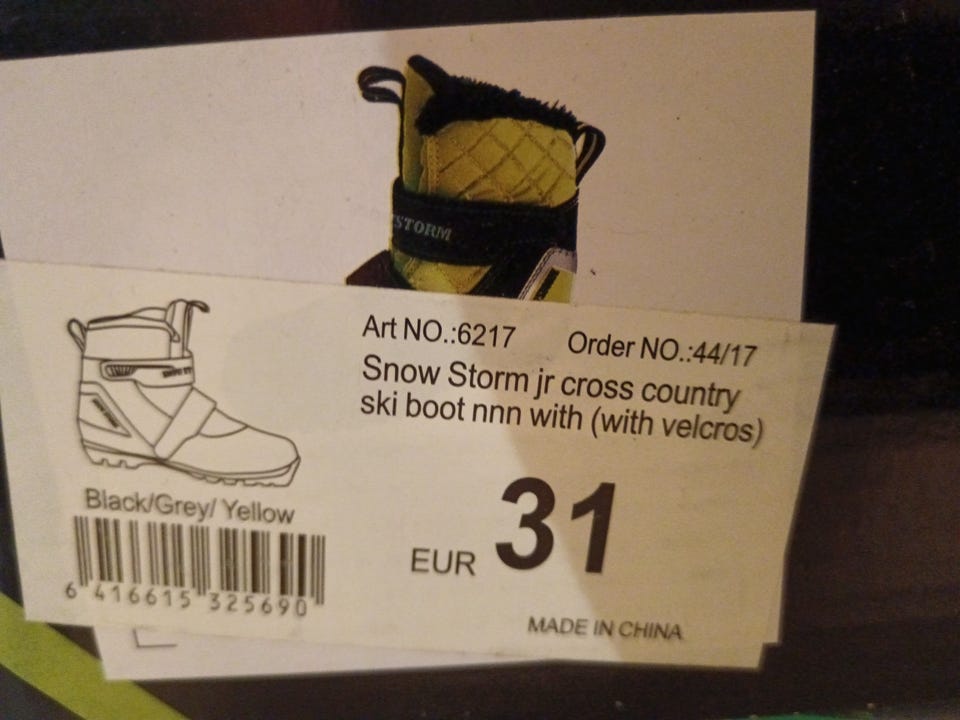 STORM
Art NO.:6217 Order NO.:44/17
Snow Storm jr cross country
ski boot nnn with (with velcros)
Black/Grey/ Yellow
EUR 31
6 416615 325690
MADE IN CHINA